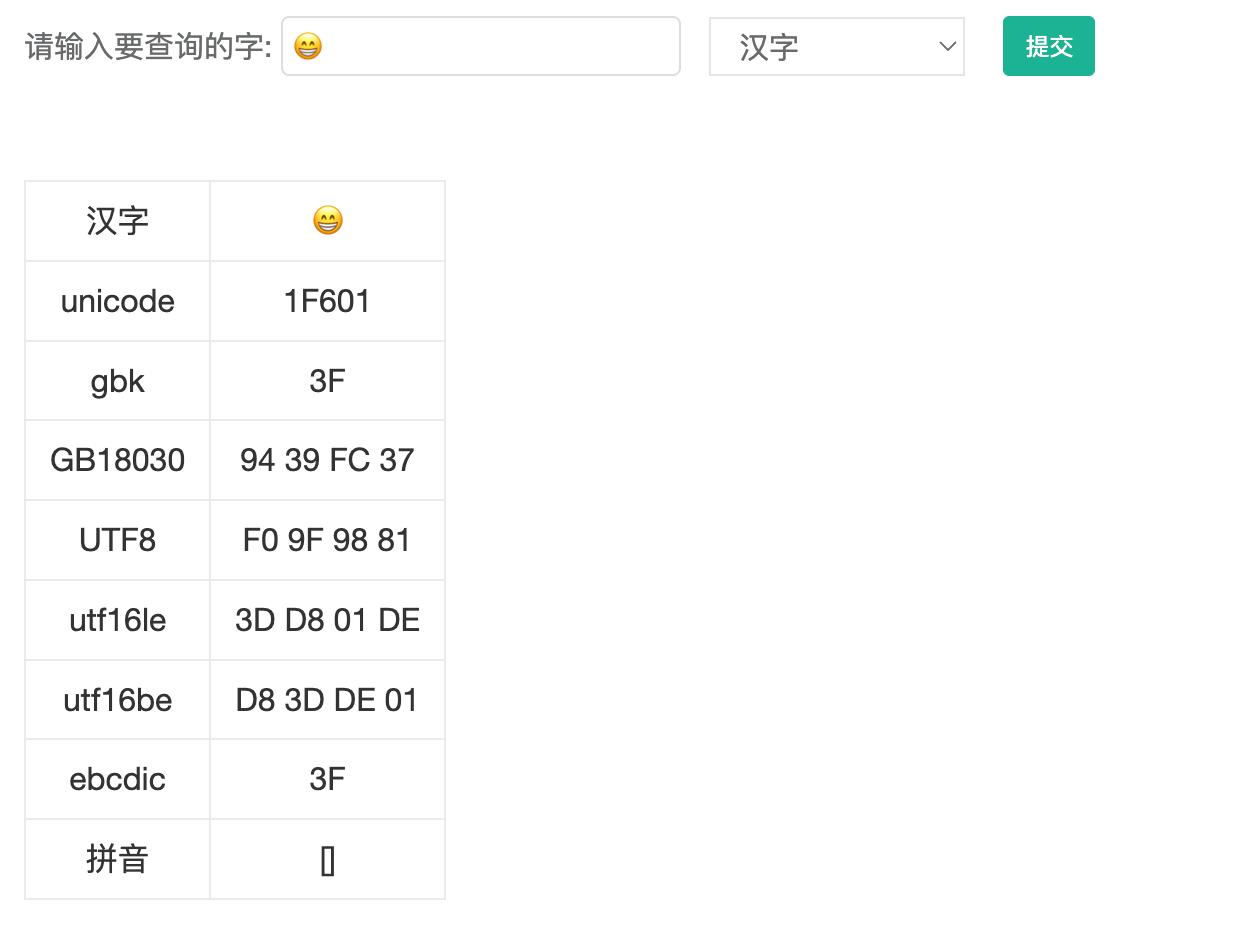 请输入要查询的字: 😁 汉字 提交
汉字 😁
unicode 1F601
gbk 3F
GB18030 94 39 FC 37
UTF8 F0 9F 98 81
utf16le 3D D8 01 DE
utf16be D8 3D DE 01
ebcdic 3F
拼音 []